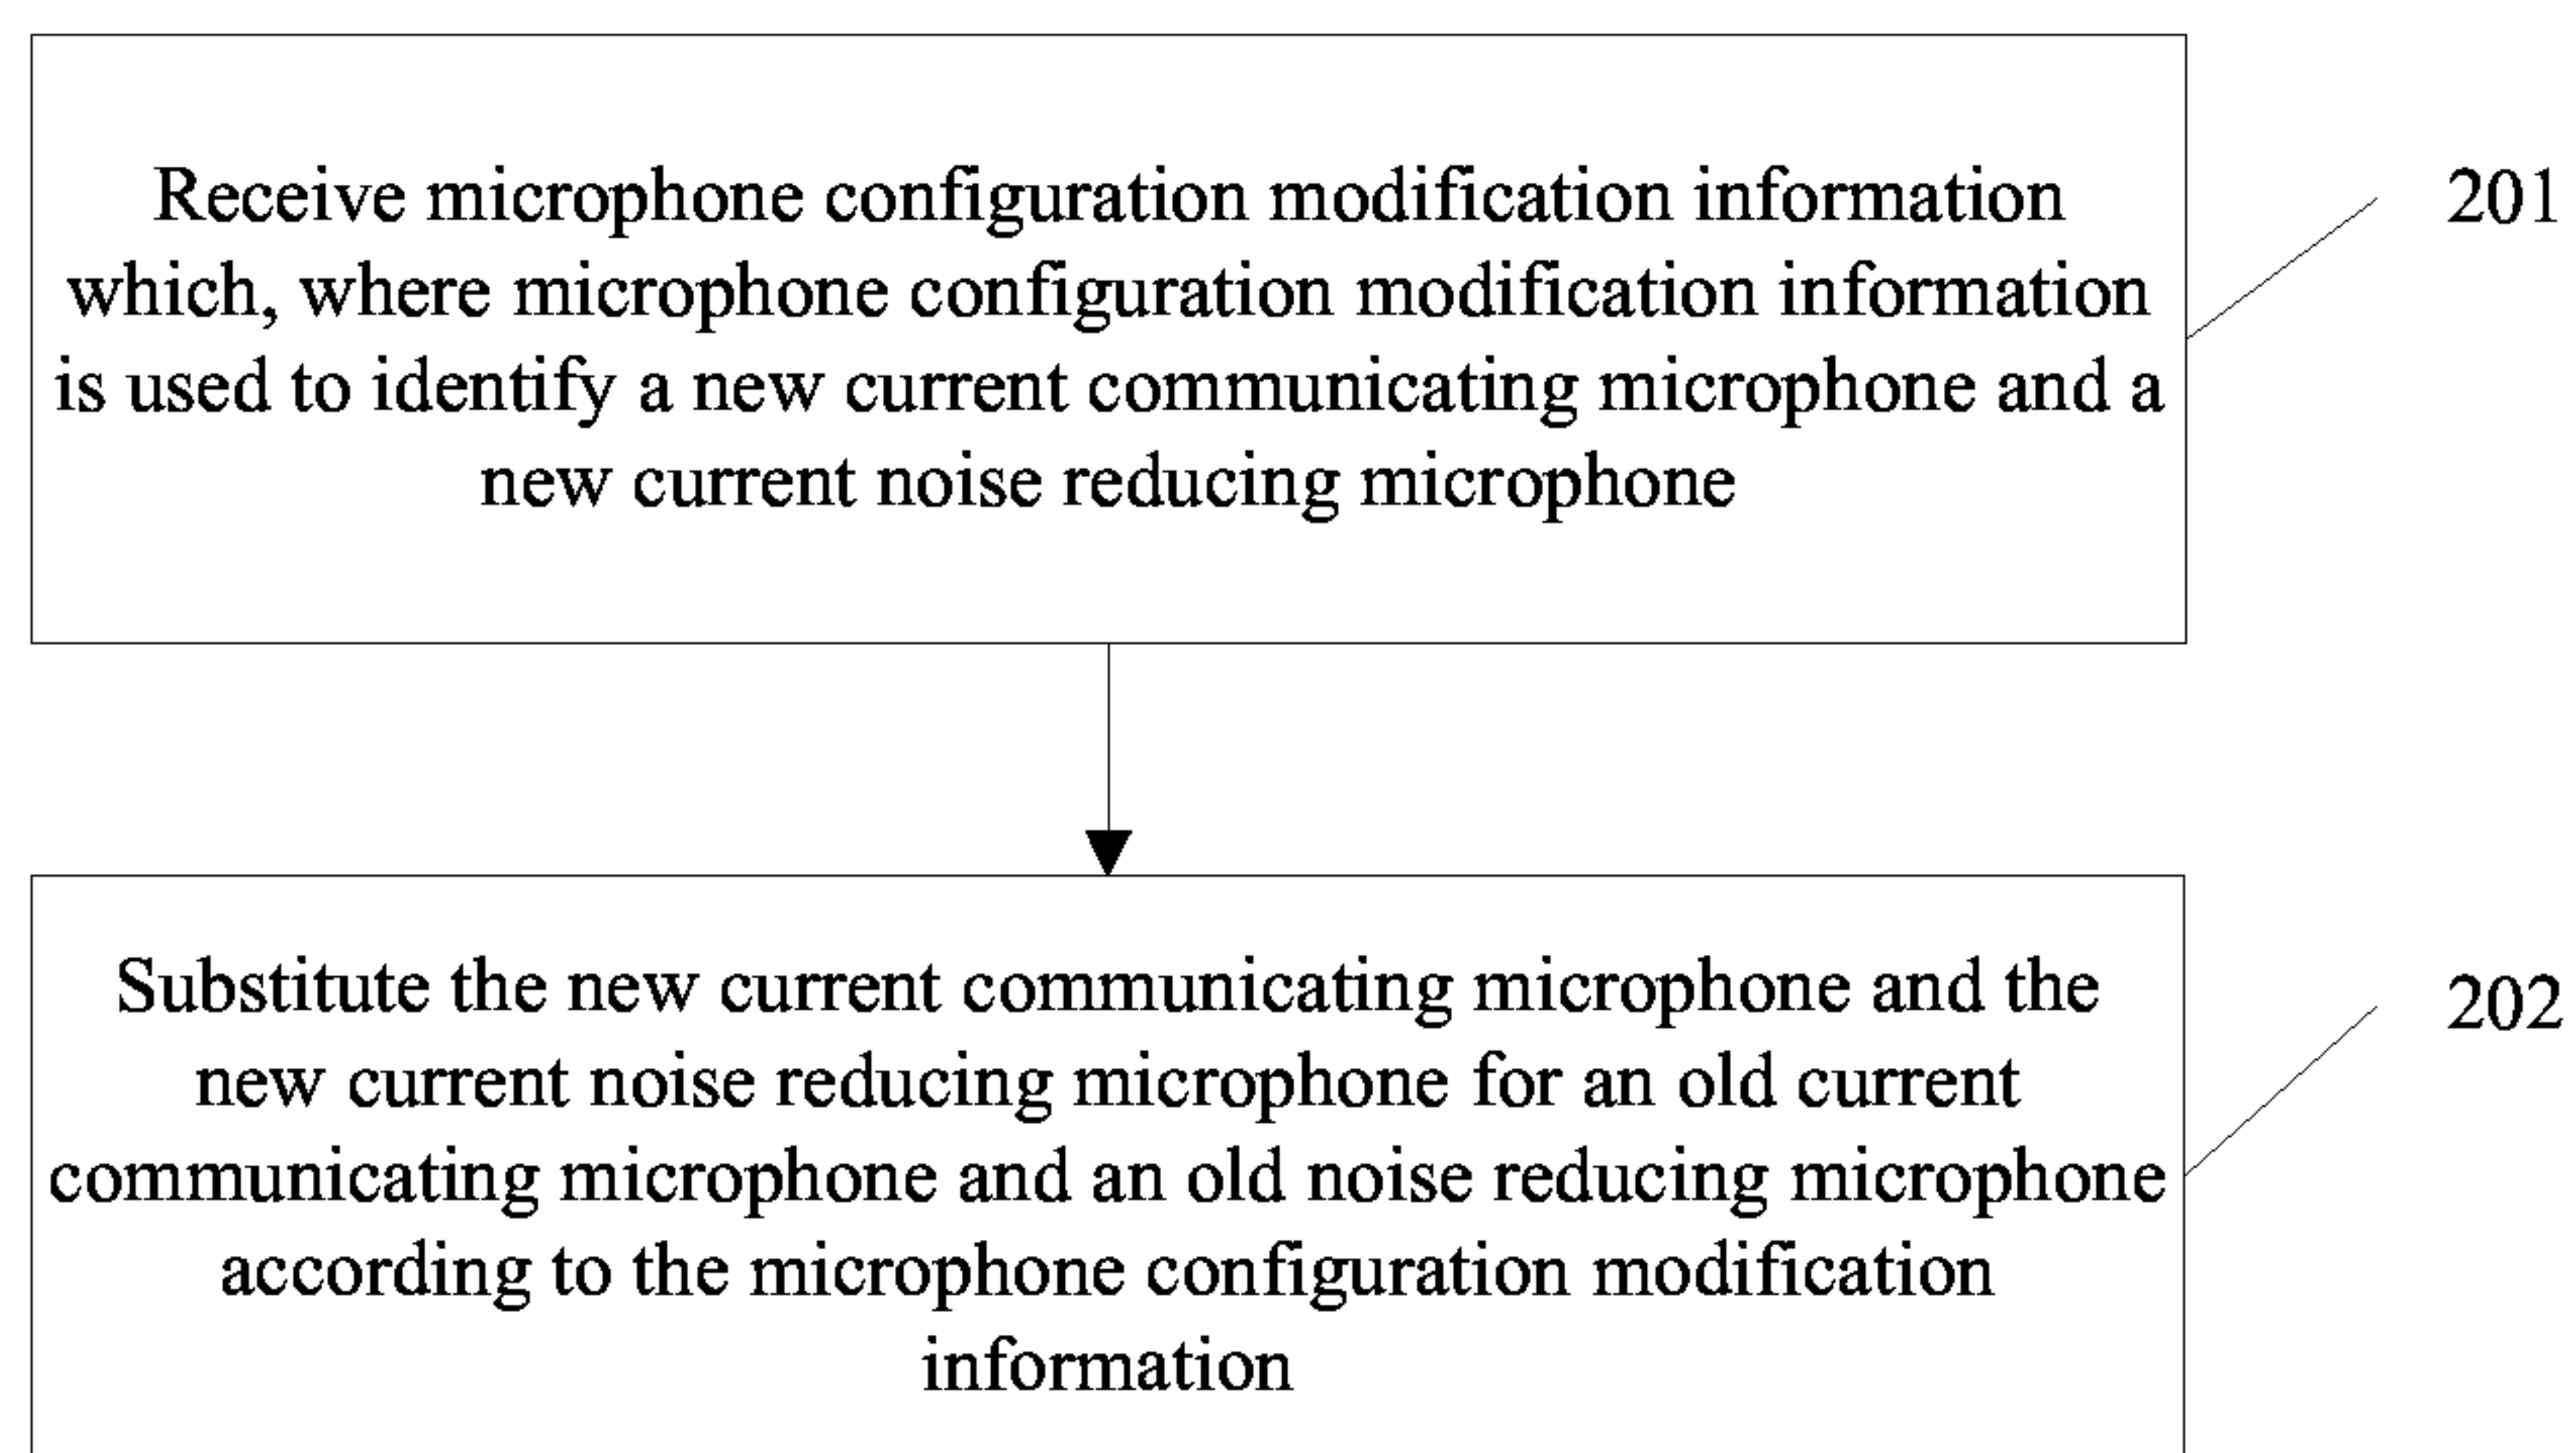 Receive microphone configuration modification information
which, where microphone configuration modification information
is used to identify a new current communicating microphone and a
new current noise reducing microphone
201
Substitute the new current communicating microphone and the
new current noise reducing microphone for an old current
communicating microphone and an old noise reducing microphone
according to the microphone configuration modification
information
202